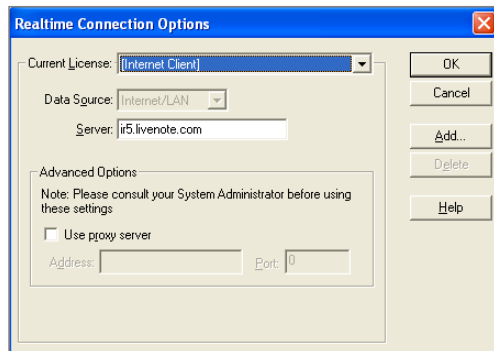 Realtime Connection Options
Current License: [Internet Client]
OK
Data Source: Internet/LAN
Cancel
Server: ir5.livenote.com
Add...
Delete
Advanced Options
Note: Please consult your System Administrator before using
these settings
Help
Use proxy server
Address: Port: 0